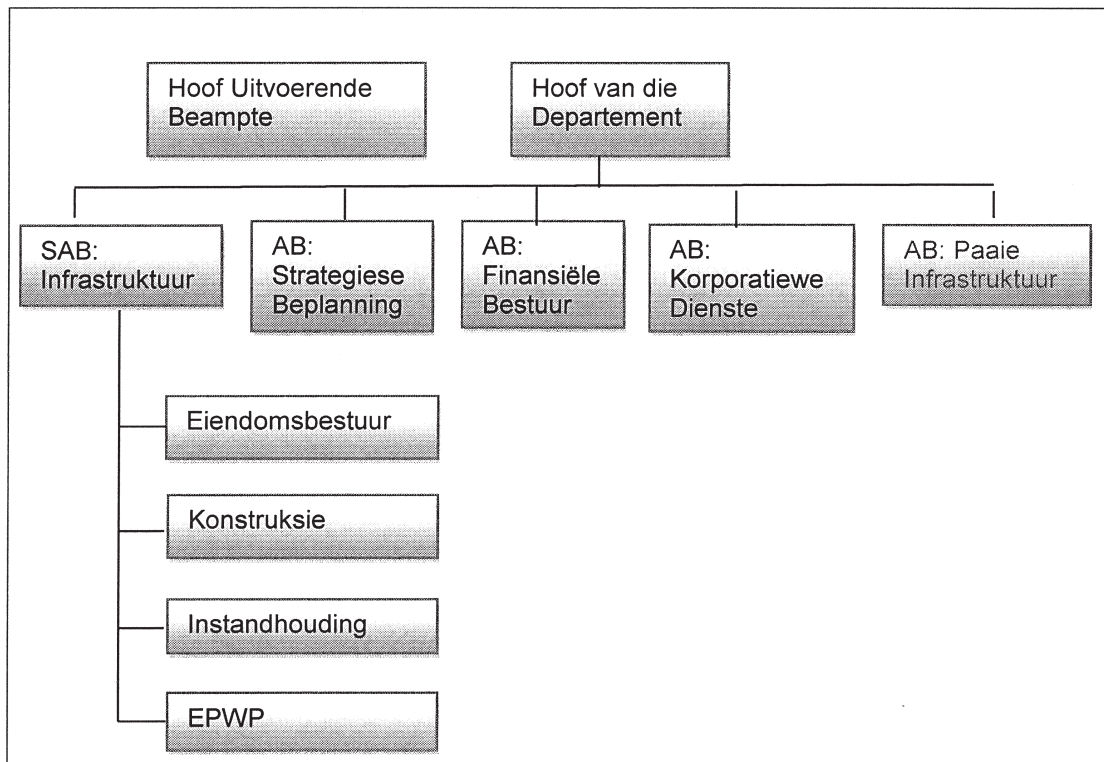 Hoof Uitvoerende
Beampte
Hoof van die
Departement
SAB:
Infrastruktuur
AB:
Strategiese
Beplanning
AB:
Finansiële
Bestuur
AB:
Korporatiewe
Dienste
AB: Paaie
Infrastruktuur
Eiendomsbestuur
Konstruksie
Instandhouding
EPWP